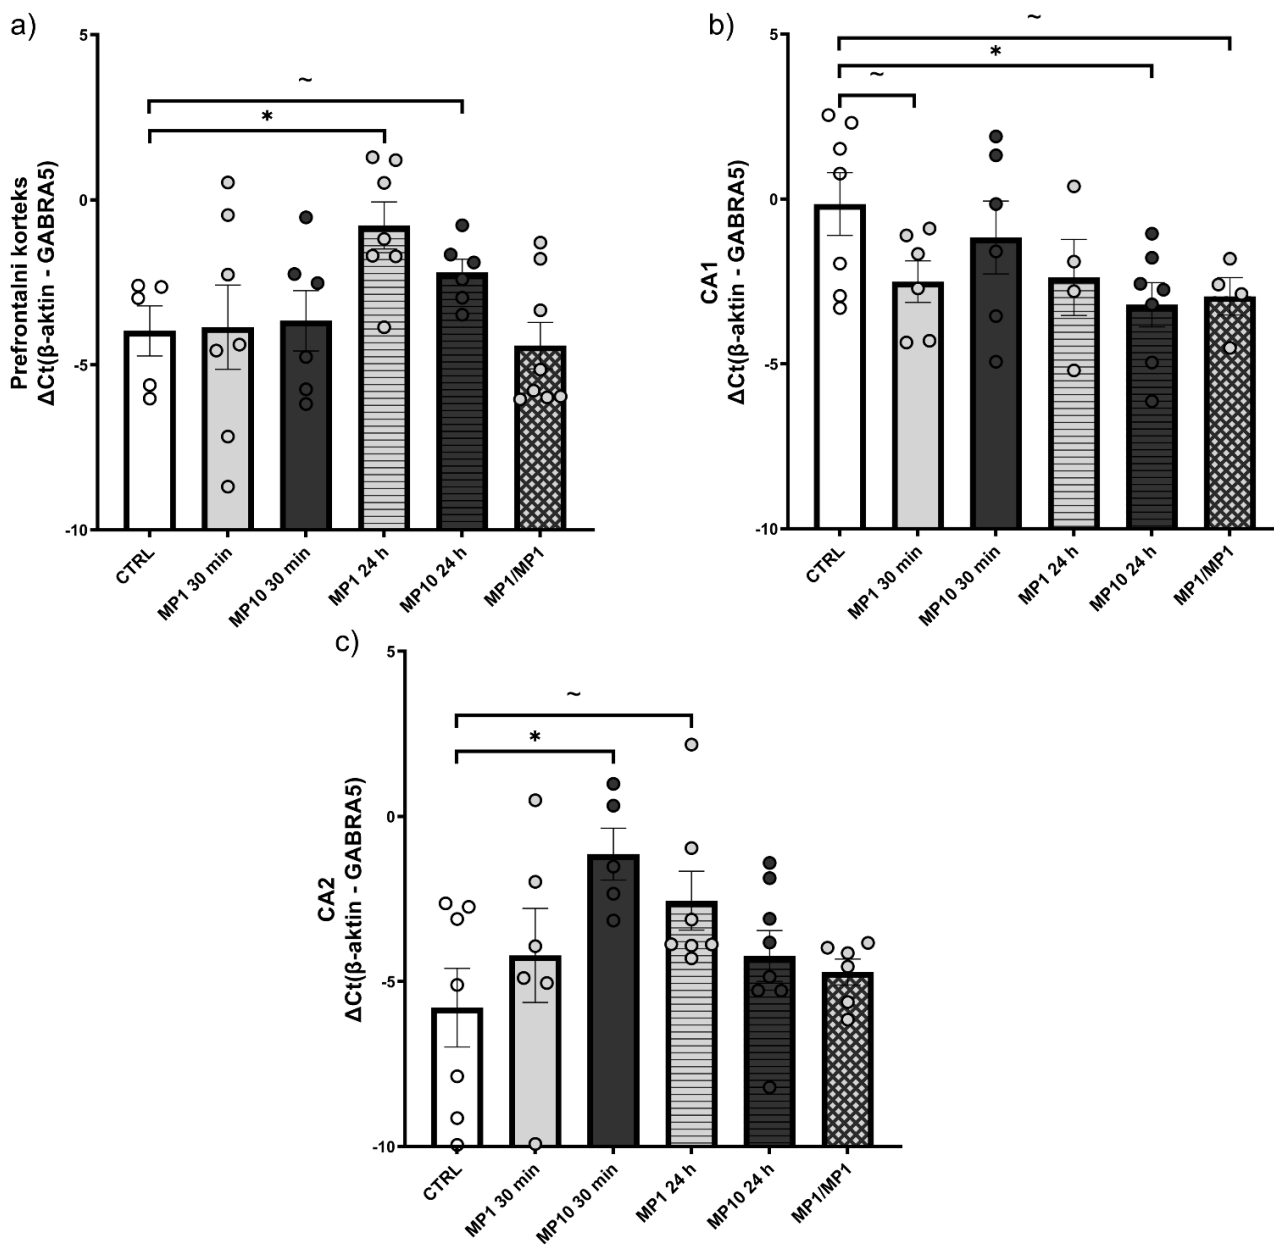 a)
Prefrontalni korteks
ΔCt(β-aktin - GABRA5)
5
0
-5
-10
~
*
CTRL
MP1 30 min
MP10 30 min
MP1 24 h
MP10 24 h
MP1/MP1
b)
CA1
ΔCt(β-aktin - GABRA5)
5
0
-5
-10
~
*
~
CTRL
MP1 30 min
MP10 30 min
MP1 24 h
MP10 24 h
MP1/MP1
c)
CA2
ΔCt(β-aktin - GABRA5)
5
0
-5
-10
~
*
CTRL
MP1 30 min
MP10 30 min
MP1 24 h
MP10 24 h
MP1/MP1